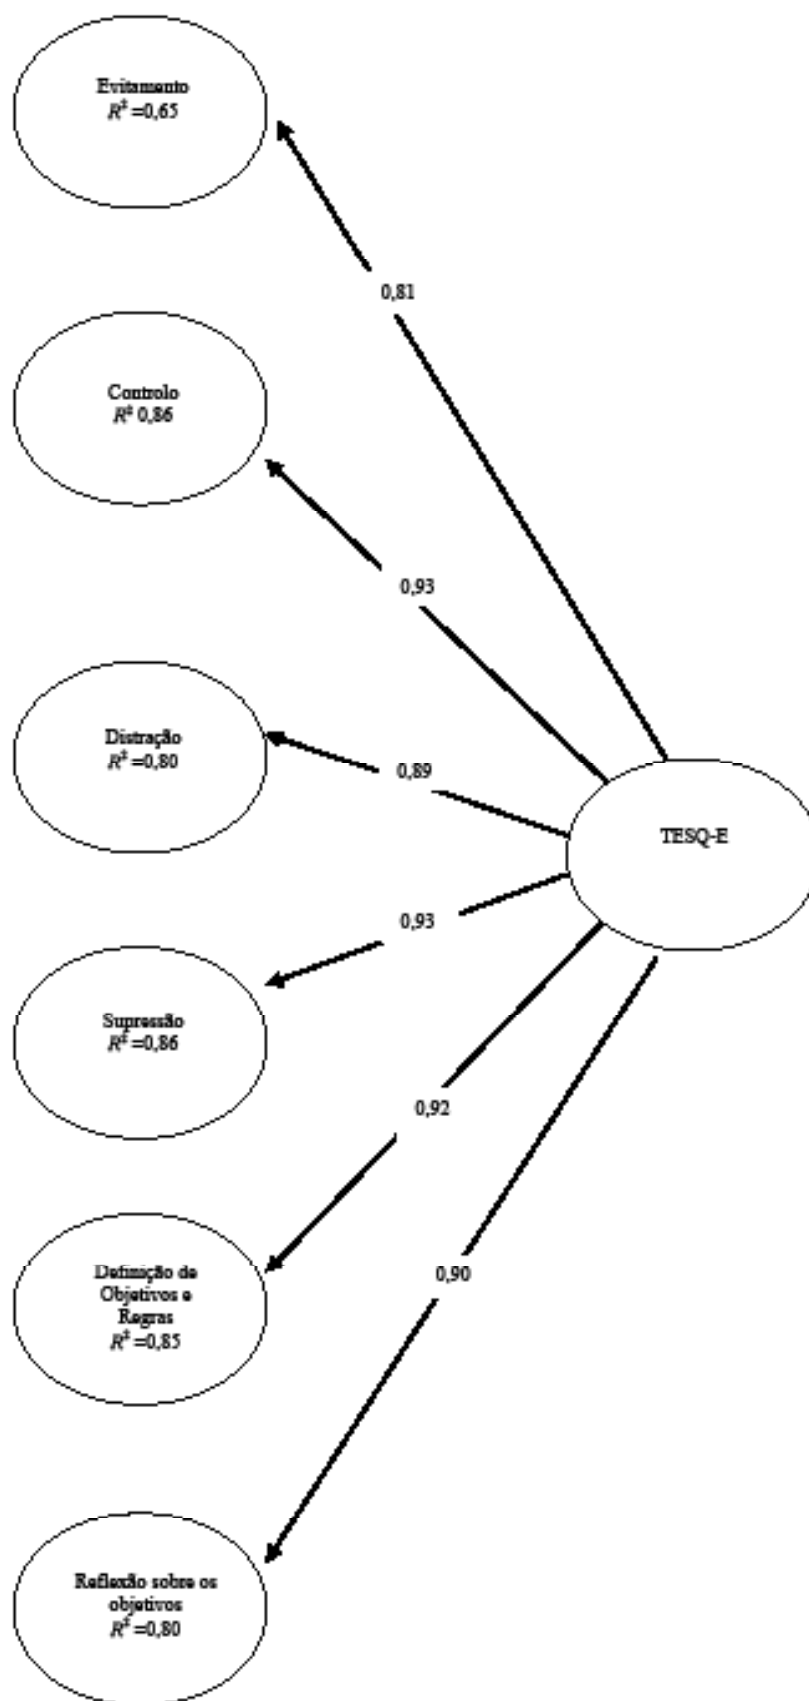 Evitamento
R² =0,65
0,81
Controlo
R² 0,86
0,93
Distração
R² =0,80
0,89
TESQ-E
0,93
Supressão
R² =0,86
0,92
Definição de
Objetivos e
Regras
R² =0,85
0,90
Reflexão sobre os
objetivos
R² =0,80